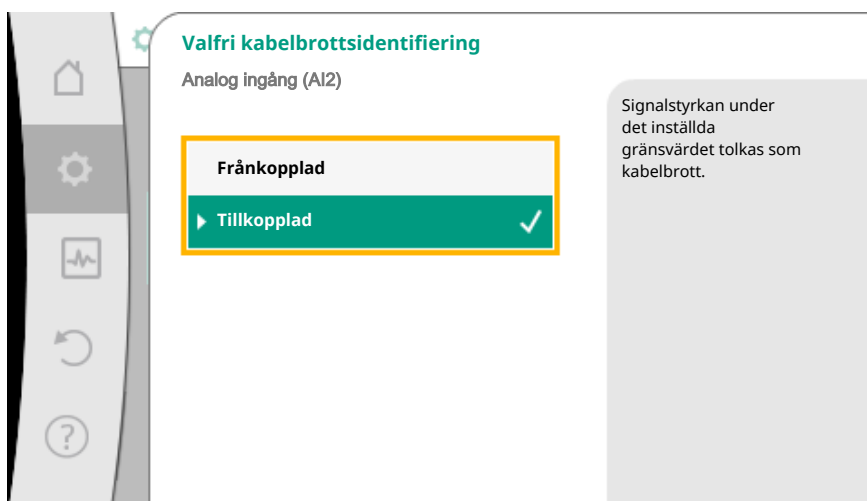 Valfri kabelbrottsidentifiering
Analog ingång (AI2)
Frånkopplad
Tillkopplad
Signalstyrkan under
det inställda
gränsvärdet tolkas som
kabelbrott.